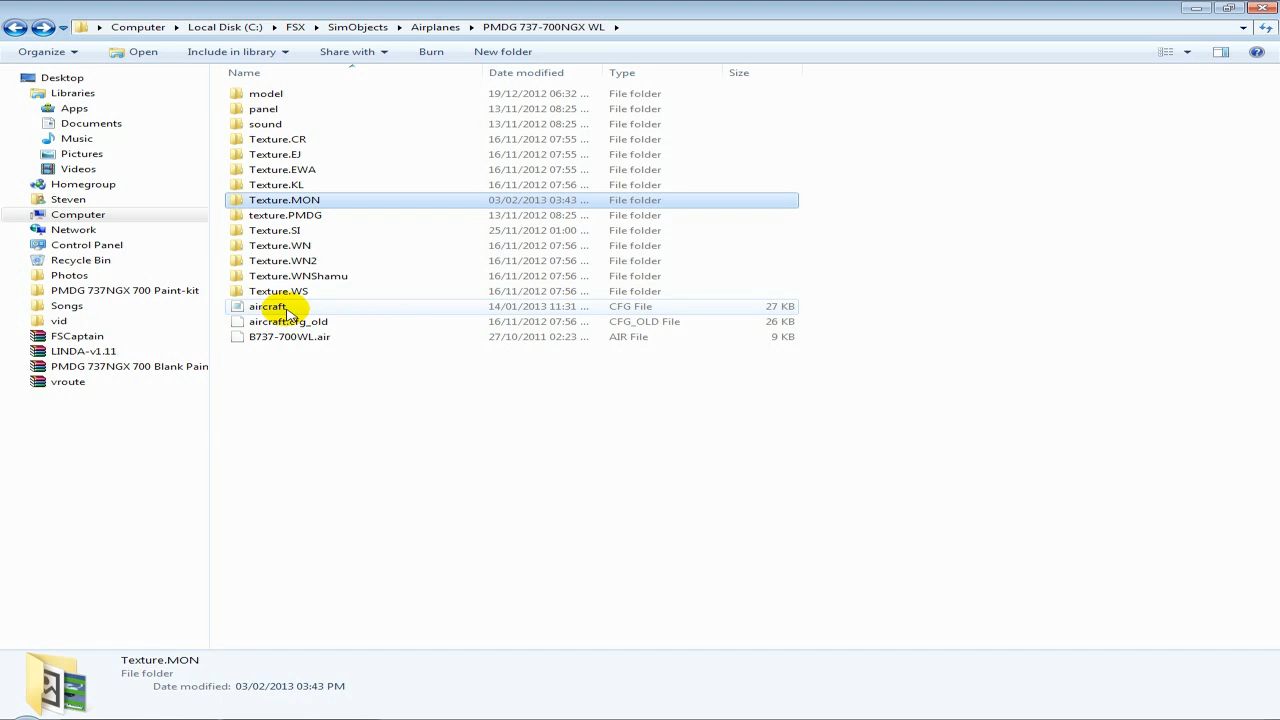 Computer Local Disk (C:) FSX SimObjects Airplanes PMDG 737-700NGX WL
Organize Open Include in library Share with Burn New folder
Name Date modified Type Size
Desktop
Libraries
Apps
Documents
Music
Pictures
Videos
Homegroup
Steven
Computer
Network
Control Panel
Recycle Bin
Photos
PMDG 737NGX 700 Paint-kit
Songs
vid
FSCaptain
LINDA-v1.11
PMDG 737NGX 700 Blank Pain
vroute
model 19/12/2012 06:32 ... File folder
panel 13/11/2012 08:25 ... File folder
sound 13/11/2012 08:25 ... File folder
Texture.CR 16/11/2012 07:55 ... File folder
Texture.EJ 16/11/2012 07:55 ... File folder
Texture.EWA 16/11/2012 07:55 ... File folder
Texture.KL 16/11/2012 07:56 ... File folder
Texture.MON 03/02/2013 03:43 ... File folder
texture.PMDG 13/11/2012 08:25 ... File folder
Texture.SI 25/11/2012 01:00 ... File folder
Texture.WN 16/11/2012 07:56 ... File folder
Texture.WN2 16/11/2012 07:56 ... File folder
Texture.WNShamu 16/11/2012 07:56 ... File folder
Texture.WS 16/11/2012 07:56 ... File folder
aircraft 14/01/2013 11:31 ... CFG File 27 KB
aircraft.cfg_old 16/11/2012 07:56 ... CFG_OLD File 26 KB
B737-700WL.air 27/10/2011 02:23 ... AIR File 9 KB
Texture.MON
File folder
Date modified: 03/02/2013 03:43 PM